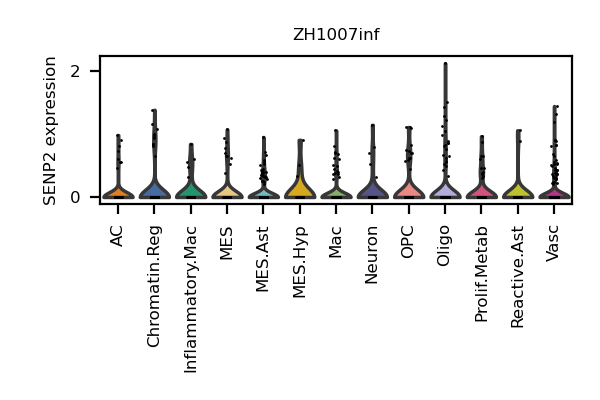 ZH1007inf
SENP2 expression
2
0
AC
Chromatin.Reg
Inflammatory.Mac
MES
MES.Ast
MES.Hyp
Mac
Neuron
OPC
Oligo
Prolif.Metab
Reactive.Ast
Vasc